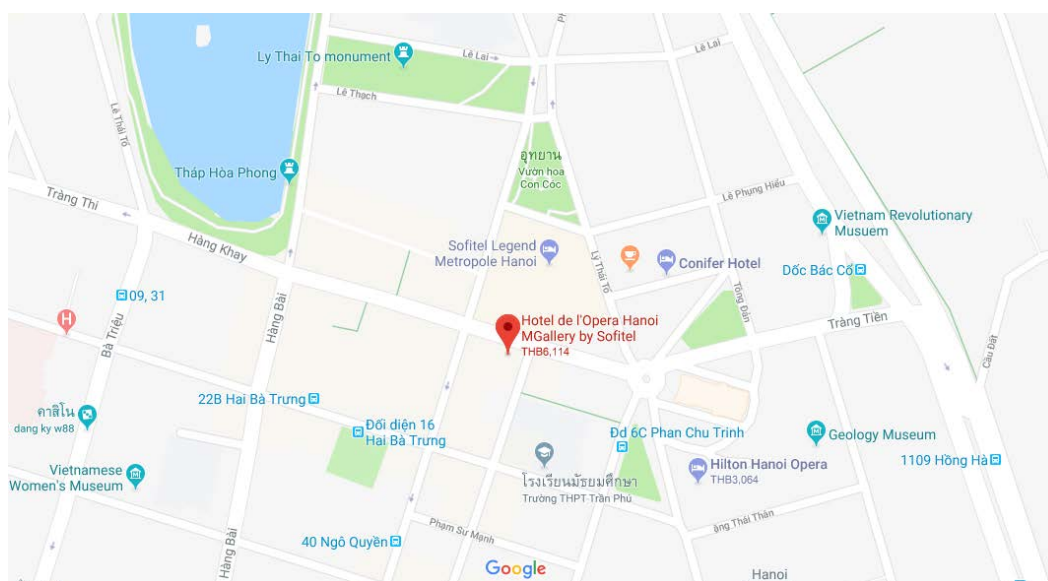 Ly Thai To monument
Lê Lai
Lê Lai
Lê Thạch
Lê Thái Tổ
อุทยาน
Vườn hoa
Con Cóc
Tháp Hòa Phong
Lê Phụng Hiểu
Tràng Thi
Vietnam Revolutionary
Musuem
Hàng Khay
Sofitel Legend
Metropole Hanoi
Lý Thái Tổ
Conifer Hotel
Dốc Bác Cổ
Tông Đản
09, 31
Hàng Bài
Bà Triệu
H
Hotel de l'Opera Hanoi
MGallery by Sofitel
THB6,114
Tràng Tiền
Cầu Đất
22B Hai Bà Trưng
คาสิโน
dang ky w88
Đối diện 16
Hai Bà Trưng
Đd 6C Phan Chu Trinh
Geology Museum
Vietnamese
Women's Museum
Hilton Hanoi Opera
THB3,064
1109 Hồng Hà
โรงเรียนมัธยมศึกษา
Trường THPT Trần Phú
Phạm Sư Mạnh
ặng Thái Thân
40 Ngô Quyền
Hàng Bài
Google
Hanoi